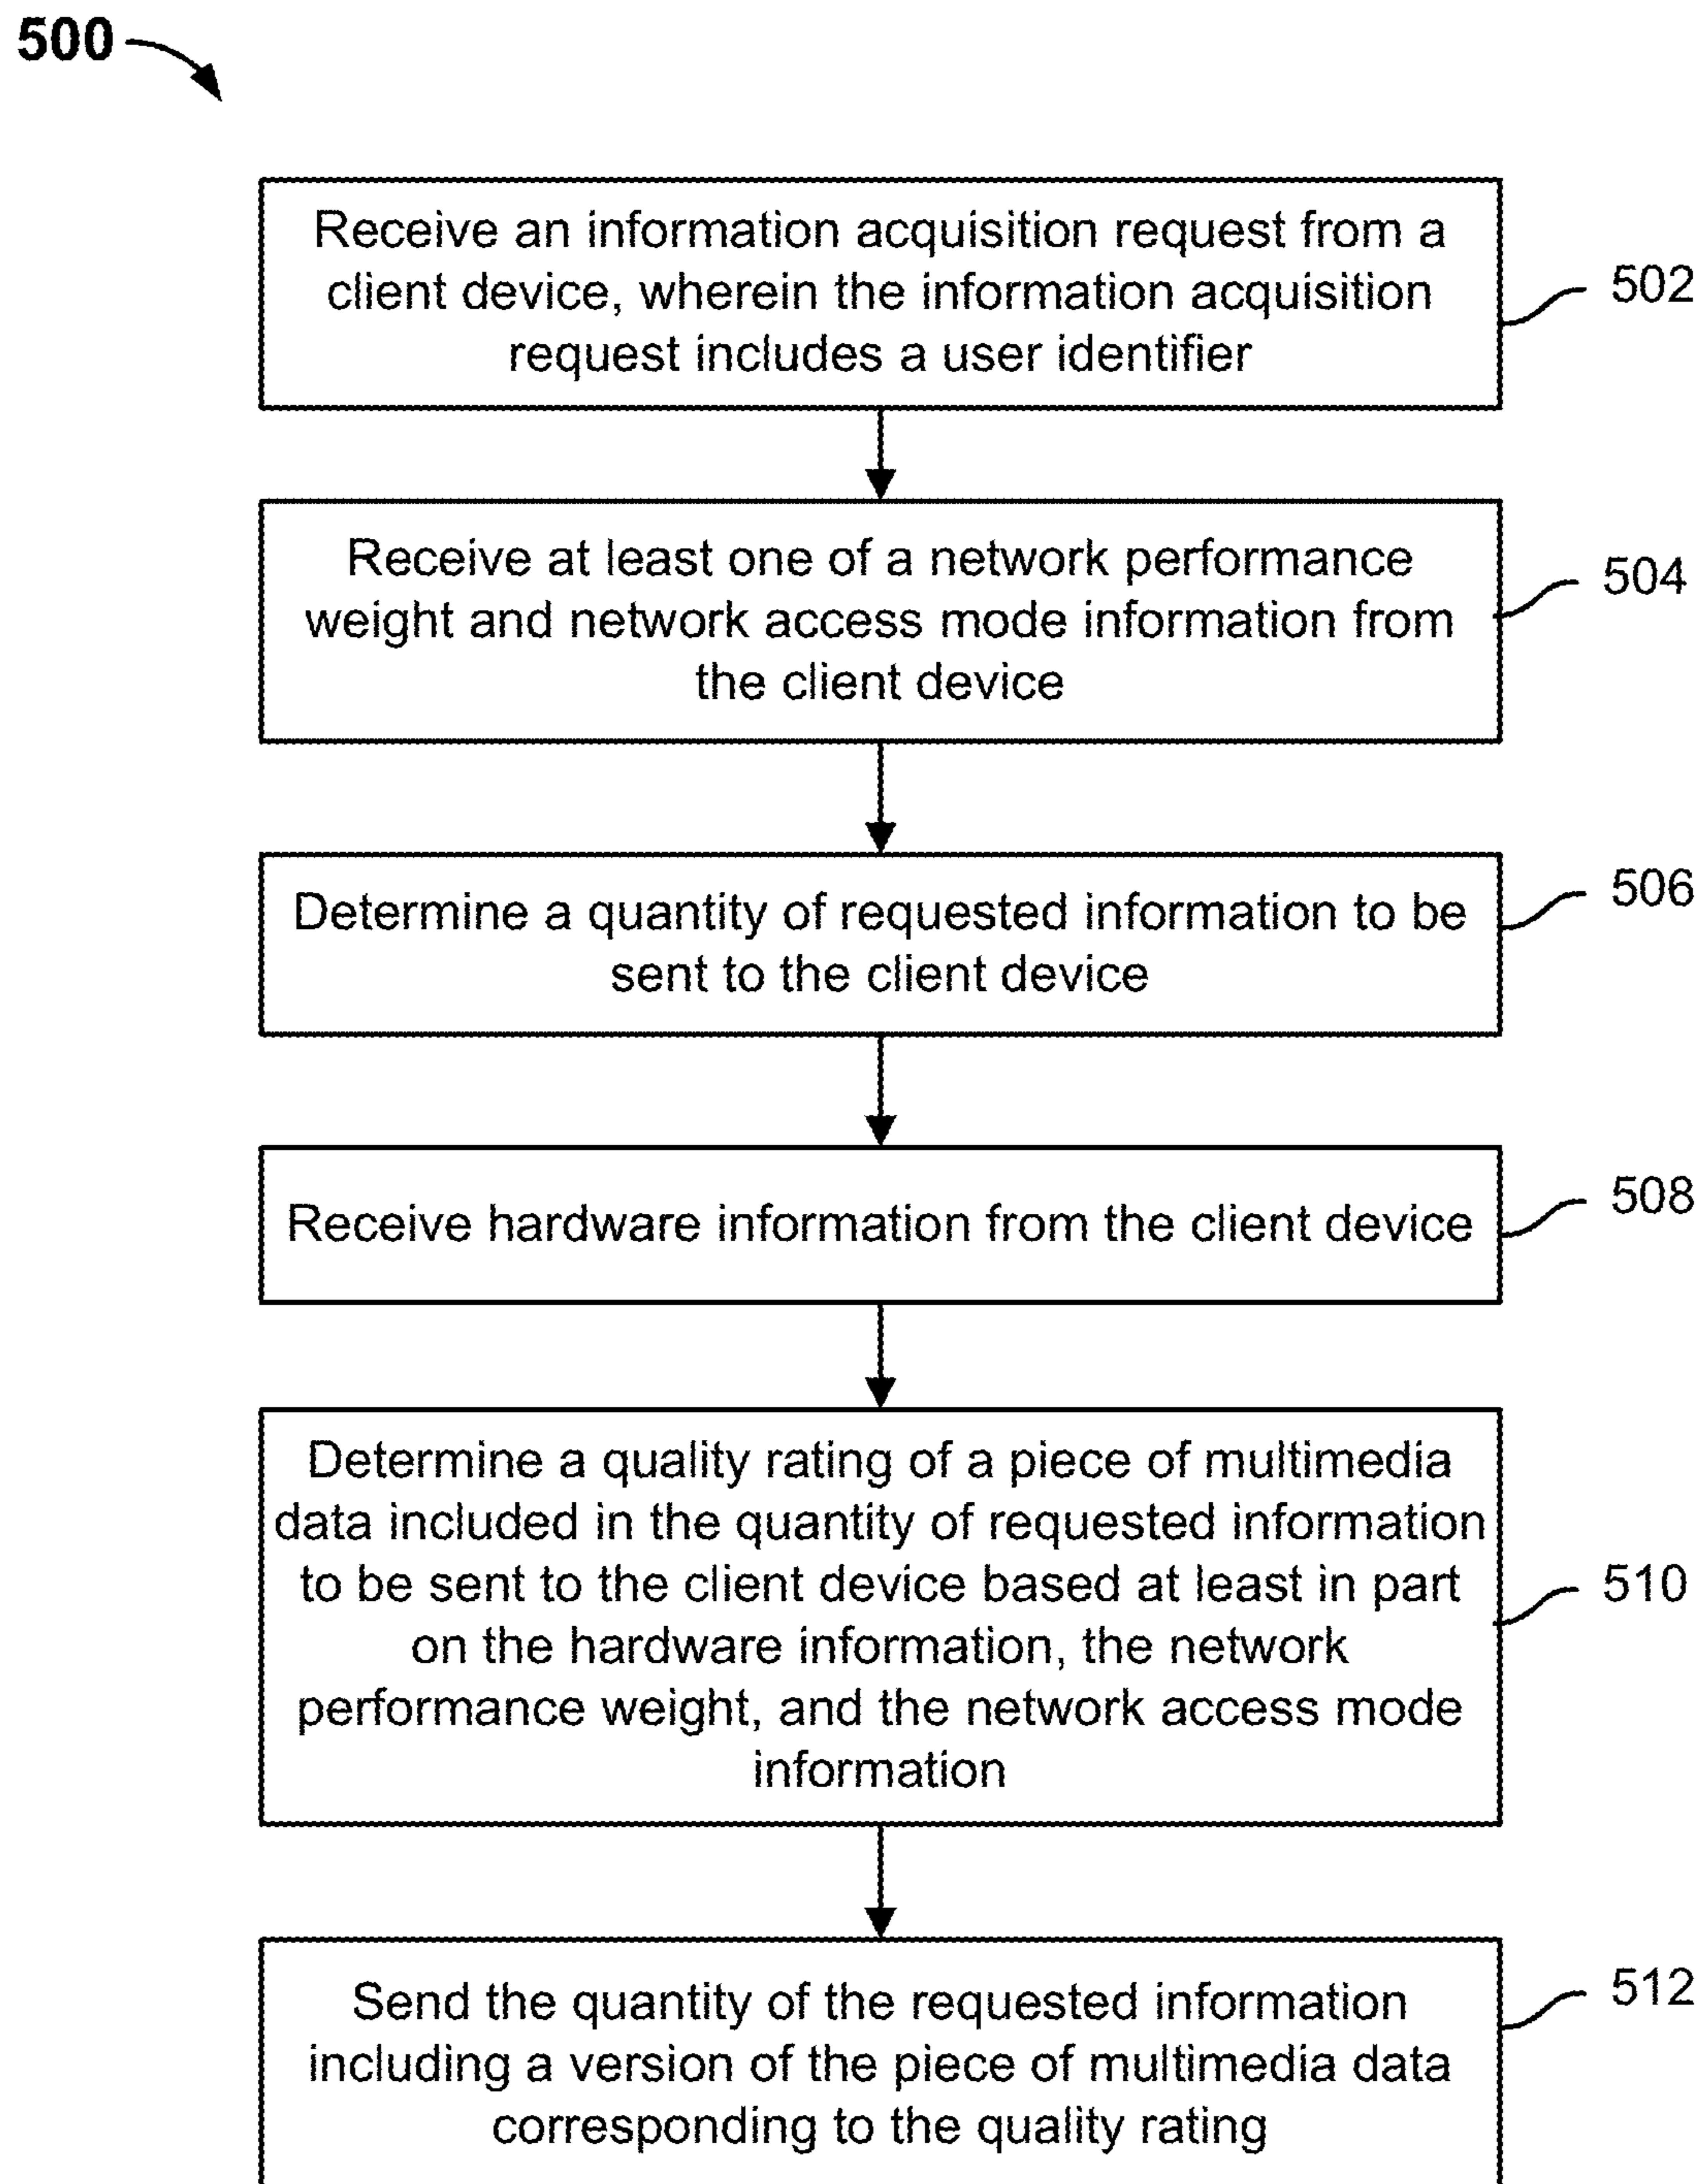 500
Receive an information acquisition request from a
client device, wherein the information acquisition
request includes a user identifier
502
Receive at least one of a network performance
weight and network access mode information from
the client device
504
Determine a quantity of requested information to be
sent to the client device
506
Receive hardware information from the client device
508
Determine a quality rating of a piece of multimedia
data included in the quantity of requested information
to be sent to the client device based at least in part
on the hardware information, the network
performance weight, and the network access mode
information
510
Send the quantity of the requested information
including a version of the piece of multimedia data
corresponding to the quality rating
512